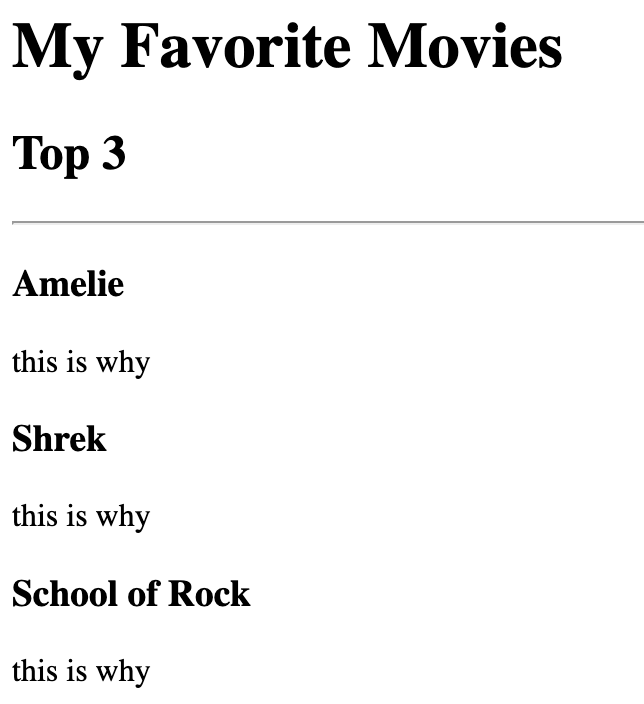 My Favorite Movies
Top 3
Amelie
this is why
Shrek
this is why
School of Rock
this is why